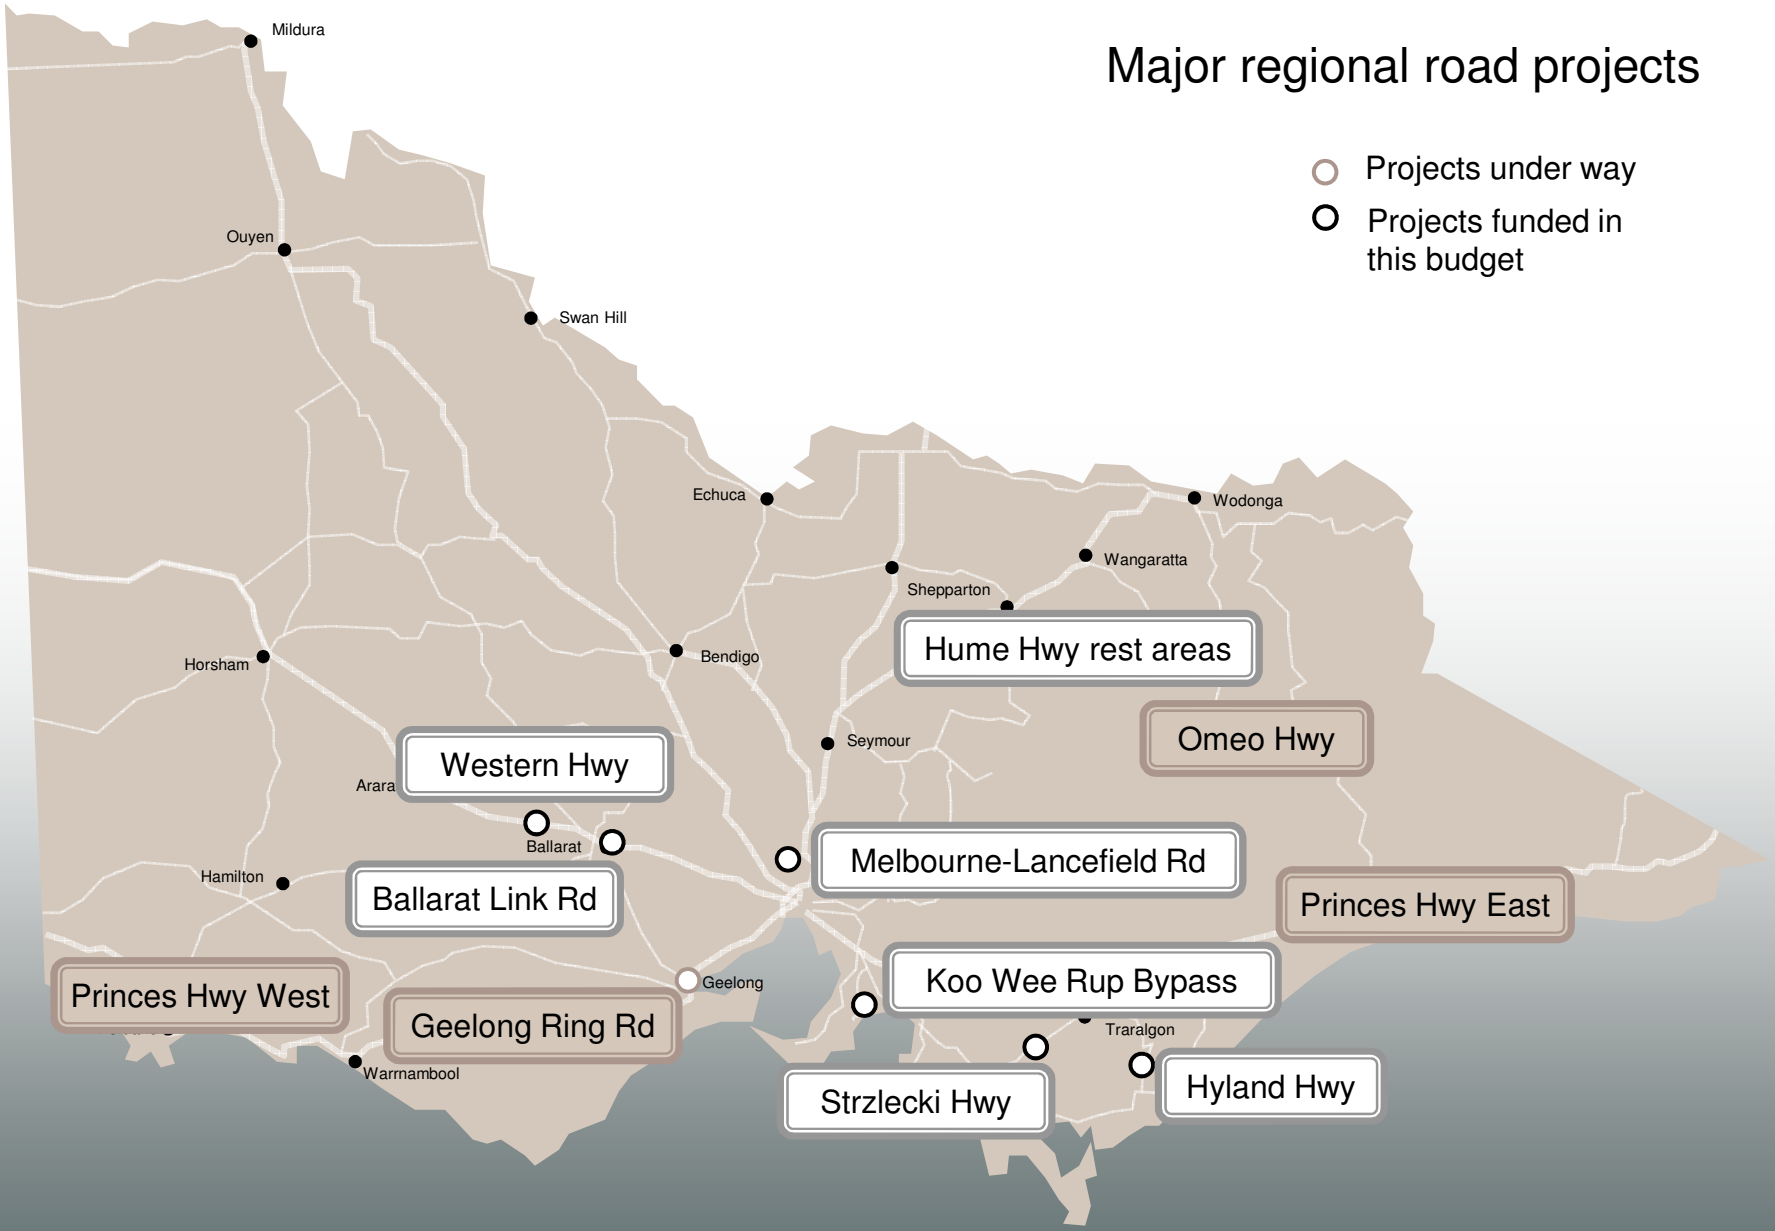 Mildura
Major regional road projects
Projects under way
Projects funded in
this budget
Ouyen
Swan Hill
Echuca
Wodonga
Wangaratta
Shepparton
Hume Hwy rest areas
Horsham
Bendigo
Omeo Hwy
Seymour
Western Hwy
Arara
Ballarat
Melbourne-Lancefield Rd
Hamilton
Ballarat Link Rd
Princes Hwy East
Koo Wee Rup Bypass
Geelong
Princes Hwy West
Geelong Ring Rd
Traralgon
Warrnambool
Strzlecki Hwy
Hyland Hwy